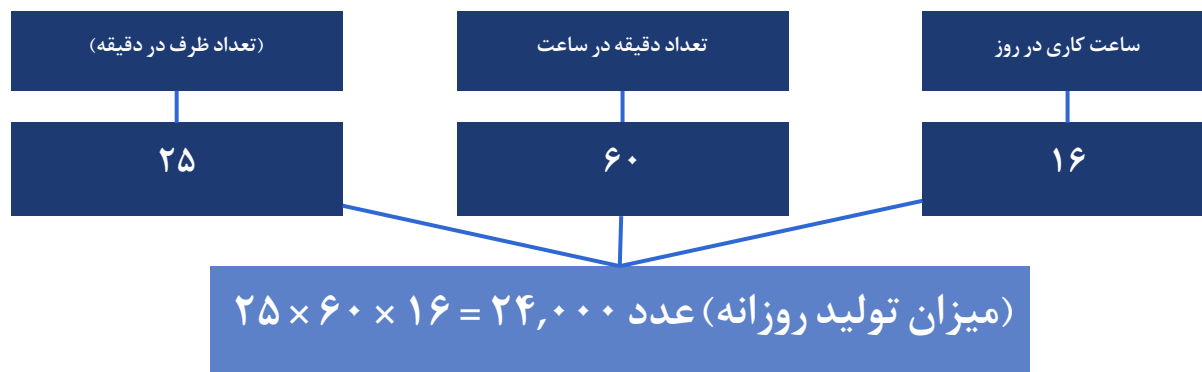 ساعت کاری در روز
تعداد دقیقه در ساعت
(تعداد ظرف در دقیقه)
۱۶
۶۰
۲۵
۲۵ × ۶۰ × ۱۶ = ۲۴,۰۰۰ عدد (میزان تولید روزانه)